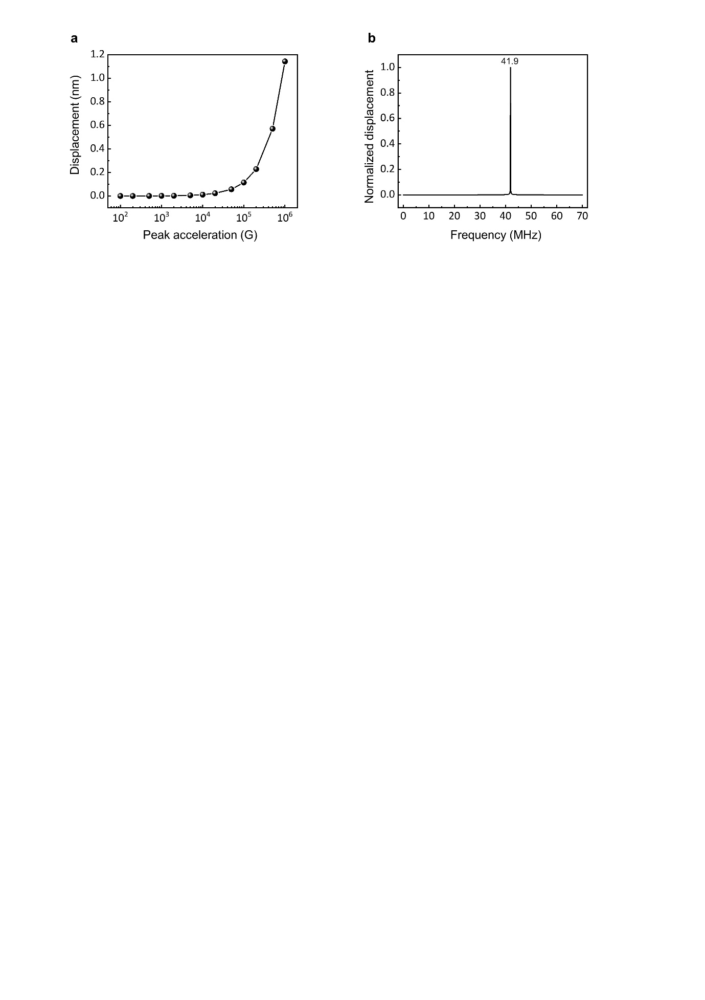 a
1.2
1.0
0.8
0.6
0.4
0.2
0.0
Displacement (nm)
10² 10³ 10⁴ 10⁵ 10⁶
Peak acceleration (G)
b
41.9
1.0
0.8
0.6
0.4
0.2
0.0
Normalized displacement
0 10 20 30 40 50 60 70
Frequency (MHz)